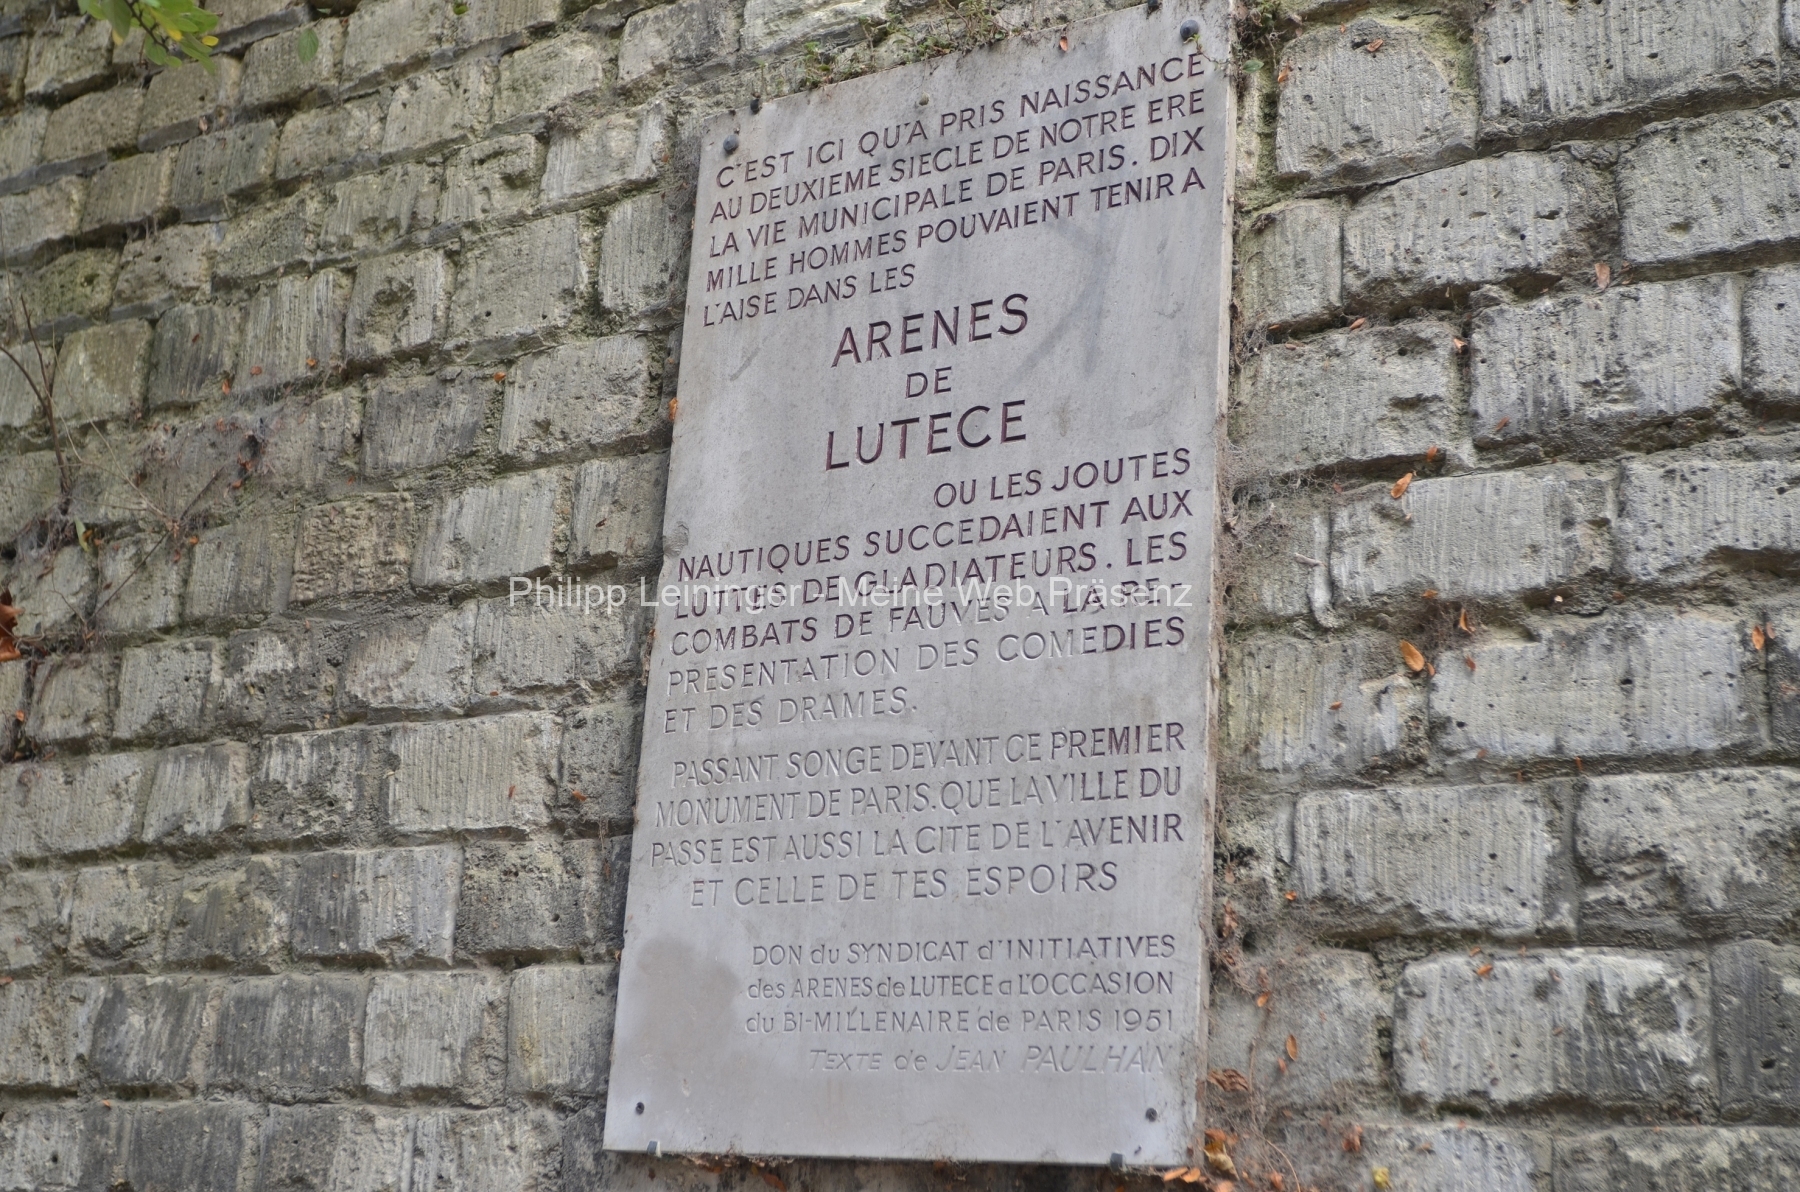 C'EST ICI QU'A PRIS NAISSANCE
AU DEUXIEME SIECLE DE NOTRE ERE
LA VIE MUNICIPALE DE PARIS. DIX
MILLE HOMMES POUVAIENT TENIR A
L'AISE DANS LES
ARENES
DE
LUTECE
OU LES JOUTES
NAUTIQUES SUCCEDAIENT AUX
LUTTES DE GLADIATEURS. LES
COMBATS DE FAUVES A LA RE-
PRESENTATION DES COMEDIES
ET DES DRAMES.
PASSANT SONGE DEVANT CE PREMIER
MONUMENT DE PARIS. QUE LA VILLE DU
PASSE EST AUSSI LA CITE DE L'AVENIR
ET CELLE DE TES ESPOIRS
DON du SYNDICAT d'INITIATIVES
des ARENES de LUTECE a L'OCCASION
du BI-MILLENAIRE de PARIS 1951
TEXTE de JEAN PAULHAN
Philipp Leininger - Meine Web Präsenz